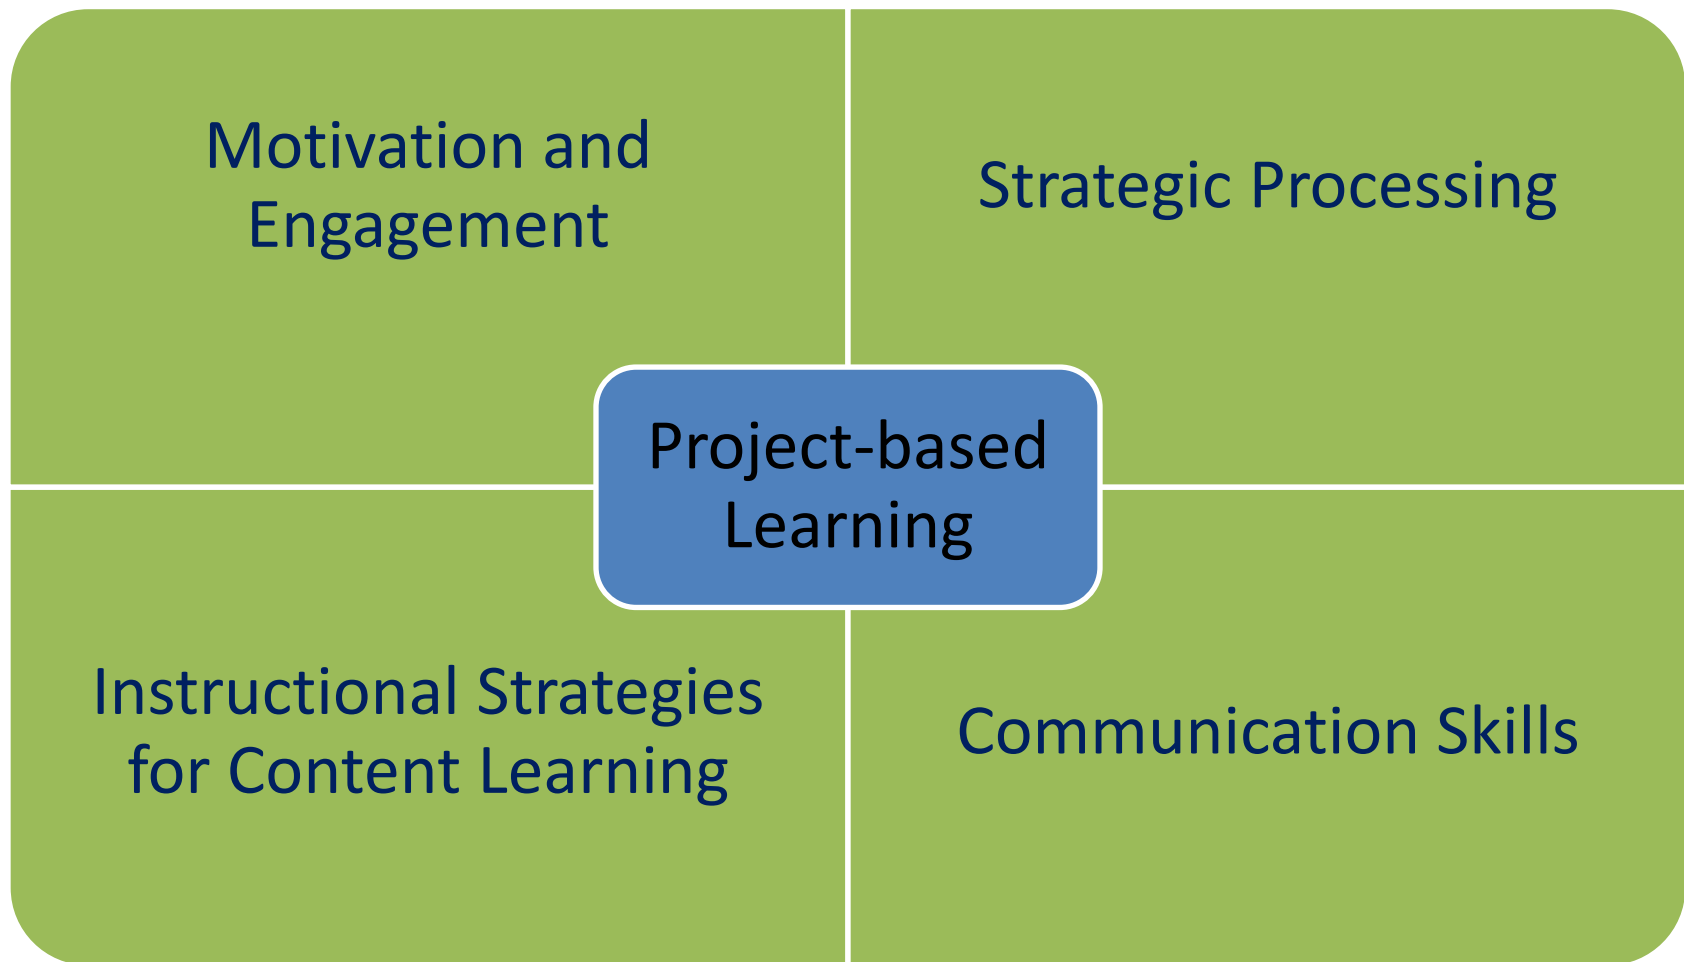 Motivation and
Engagement
Strategic Processing
Project-based
Learning
Instructional Strategies
for Content Learning
Communication Skills